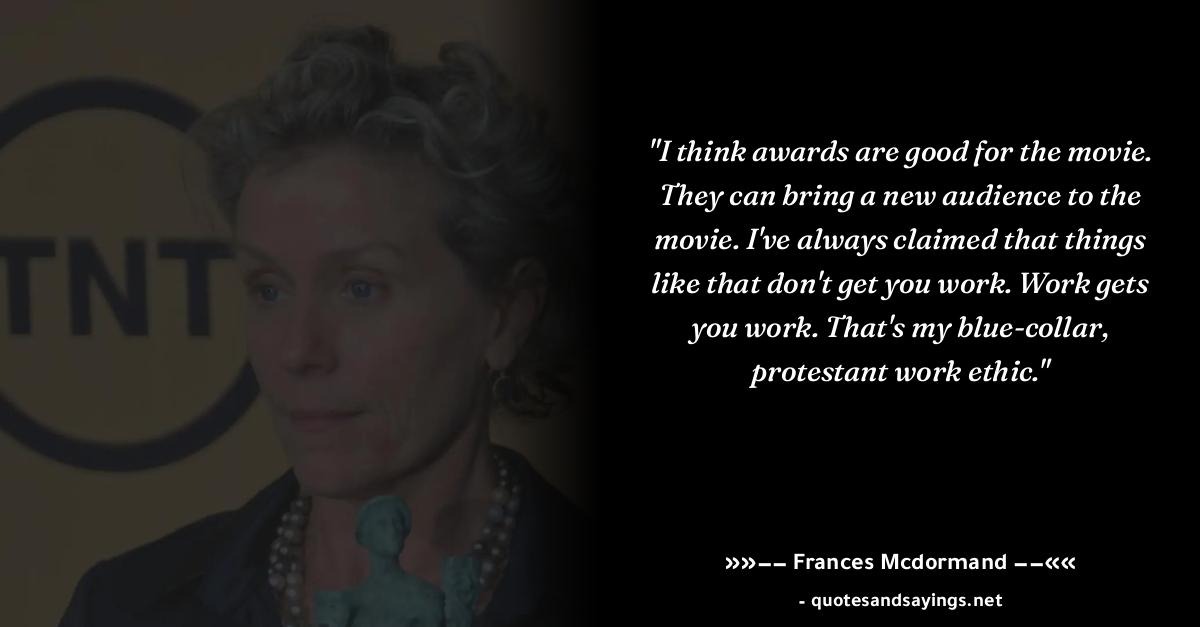 TNT
"I think awards are good for the movie.
They can bring a new audience to the
movie. I've always claimed that things
like that don't get you work. Work gets
you work. That's my blue-collar,
protestant work ethic."
»»−− Frances Mcdormand −−««
- quotesandsayings.net